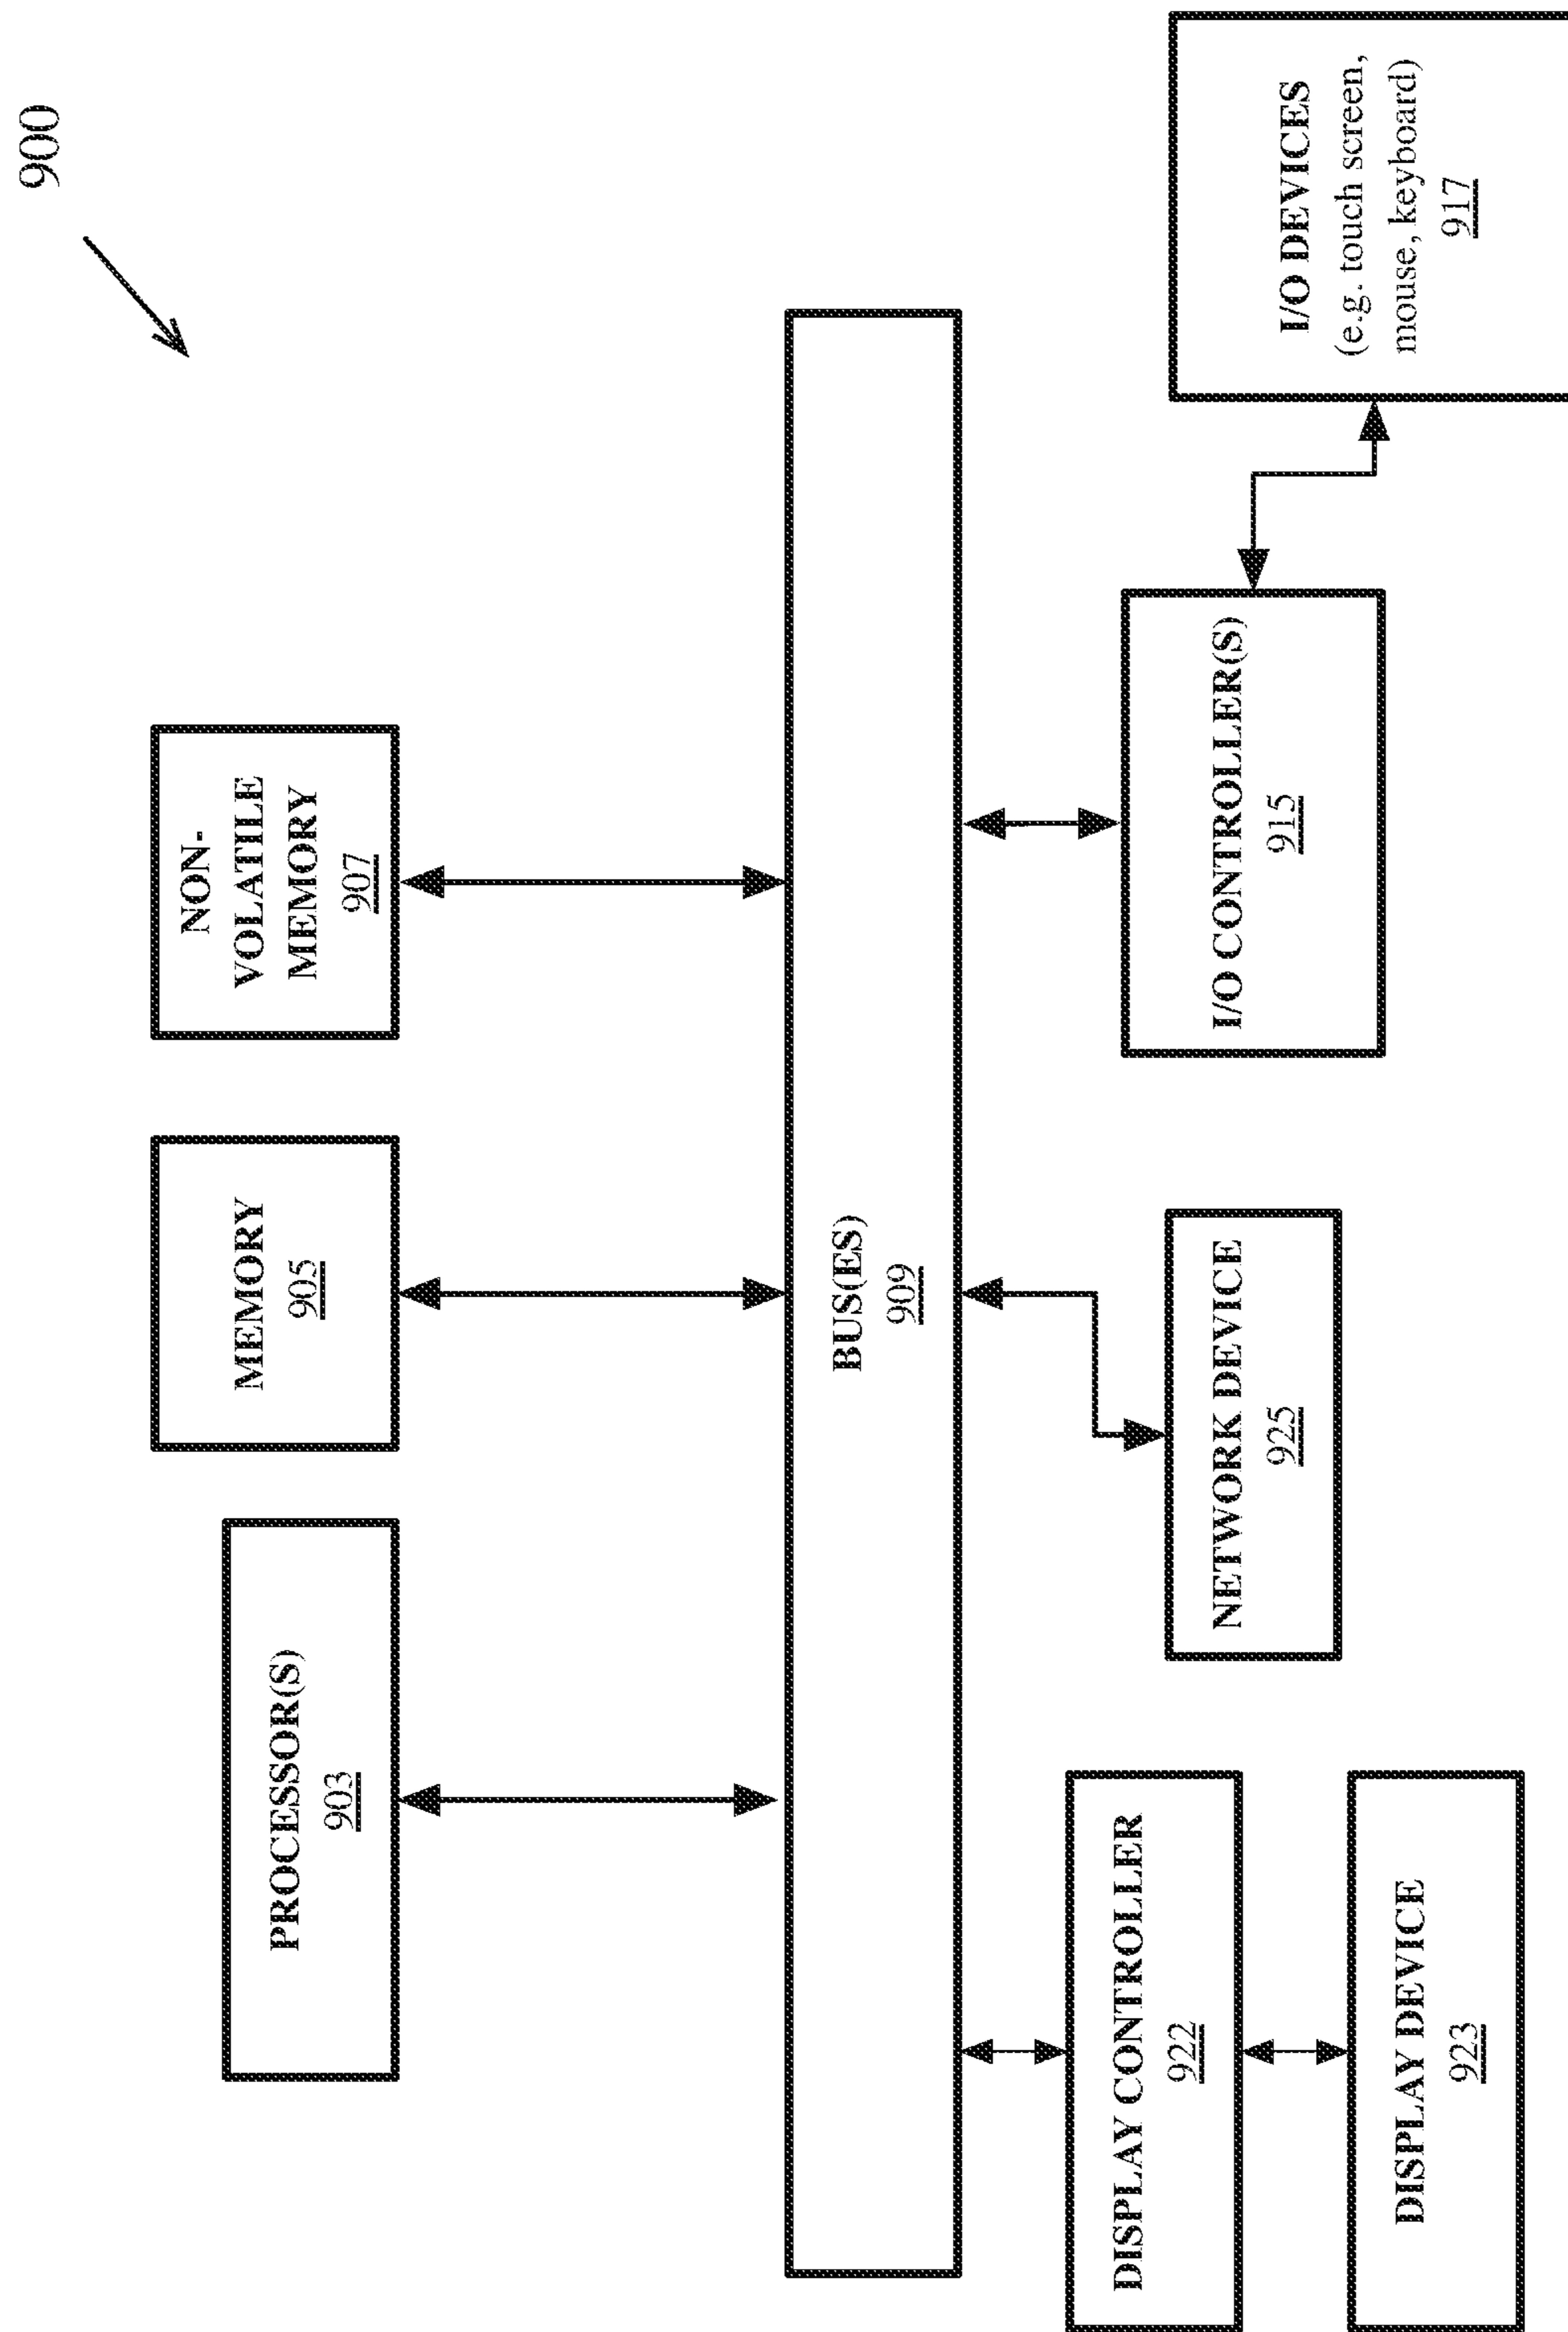 900
PROCESSOR(S)
903
MEMORY
905
NON-
VOLATILE
MEMORY
907
BUS(ES)
909
DISPLAY CONTROLLER
922
DISPLAY DEVICE
923
NETWORK DEVICE
925
I/O CONTROLLER(S)
915
I/O DEVICES
(e.g. touch screen,
mouse, keyboard)
917